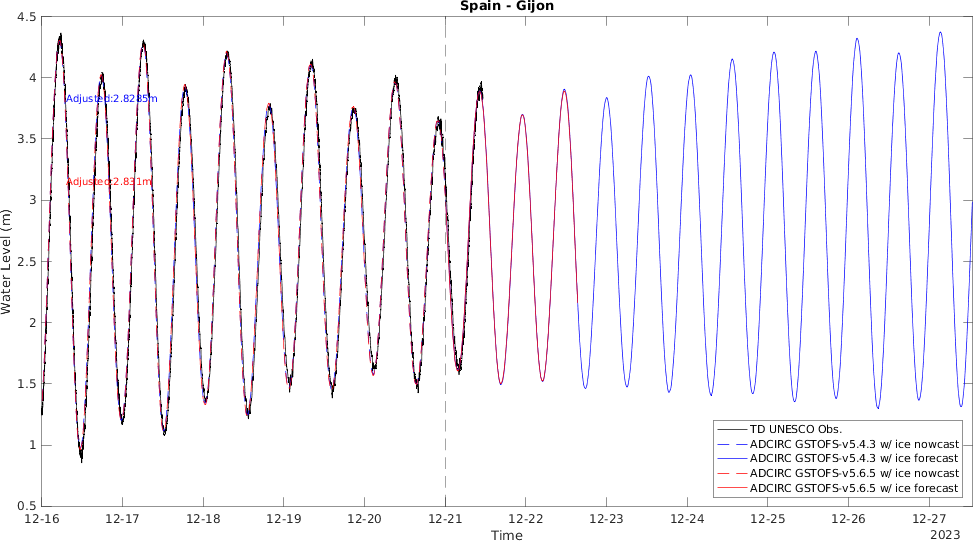 Spain - Gijon
4.5
4
3.5
3
2.5
2
1.5
1
0.5
Water Level (m)
Adjusted:2.8285m
Adjusted:2.831m
TD UNESCO Obs.
ADCIRC GSTOFS-v5.4.3 w/ ice nowcast
ADCIRC GSTOFS-v5.4.3 w/ ice forecast
ADCIRC GSTOFS-v5.6.5 w/ ice nowcast
ADCIRC GSTOFS-v5.6.5 w/ ice forecast
12-16 12-17 12-18 12-19 12-20 12-21 12-22 12-23 12-24 12-25 12-26 12-27
Time
2023